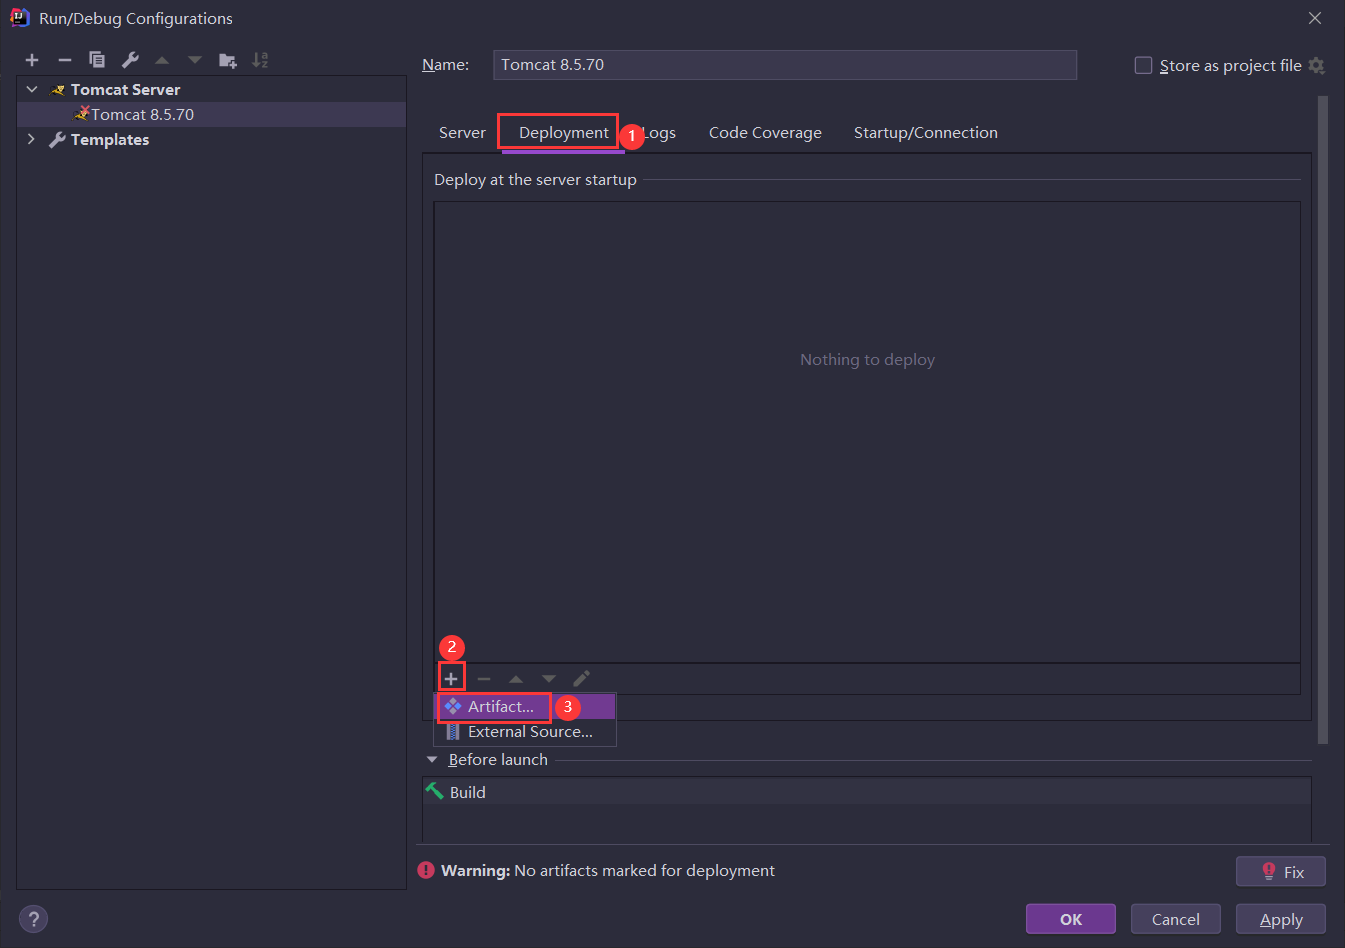 Run/Debug Configurations
Name: Tomcat 8.5.70 Store as project file
Tomcat Server
Tomcat 8.5.70
Templates
Server Deployment 1 Logs Code Coverage Startup/Connection
Deploy at the server startup
Nothing to deploy
2
Artifact... 3
External Source...
Before launch
Build
Warning: No artifacts marked for deployment
Fix
? OK Cancel Apply